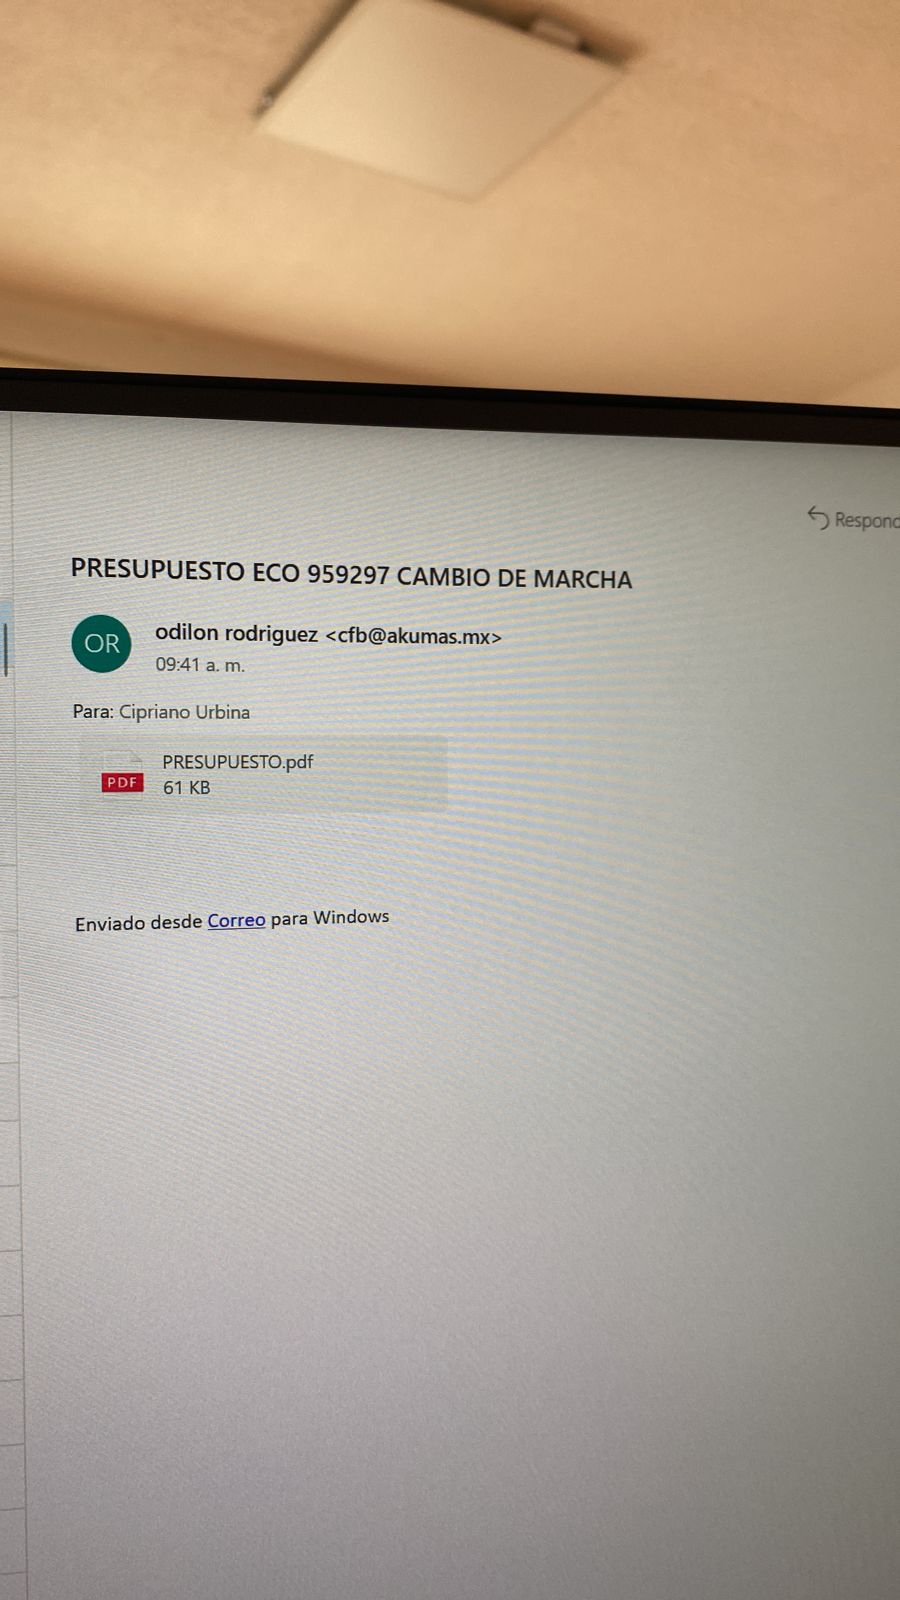 Respond
PRESUPUESTO ECO 959297 CAMBIO DE MARCHA
OR
odilon rodriguez <cfb@akumas.mx>
09:41 a. m.
Para: Cipriano Urbina
PDF
PRESUPUESTO.pdf
61 KB
Enviado desde Correo para Windows